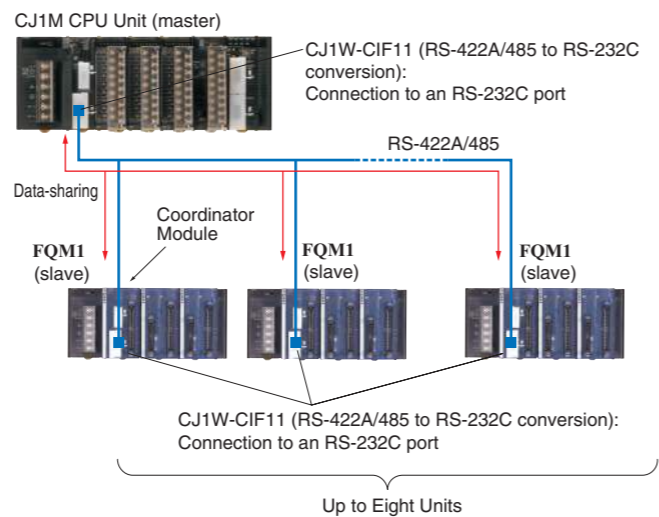 CJ1M CPU Unit (master)
CJ1W-CIF11 (RS-422A/485 to RS-232C
conversion):
Connection to an RS-232C port
RS-422A/485
Data-sharing
Coordinator
Module
FQM1
(slave)
FQM1
(slave)
FQM1
(slave)
CJ1W-CIF11 (RS-422A/485 to RS-232C conversion):
Connection to an RS-232C port
Up to Eight Units